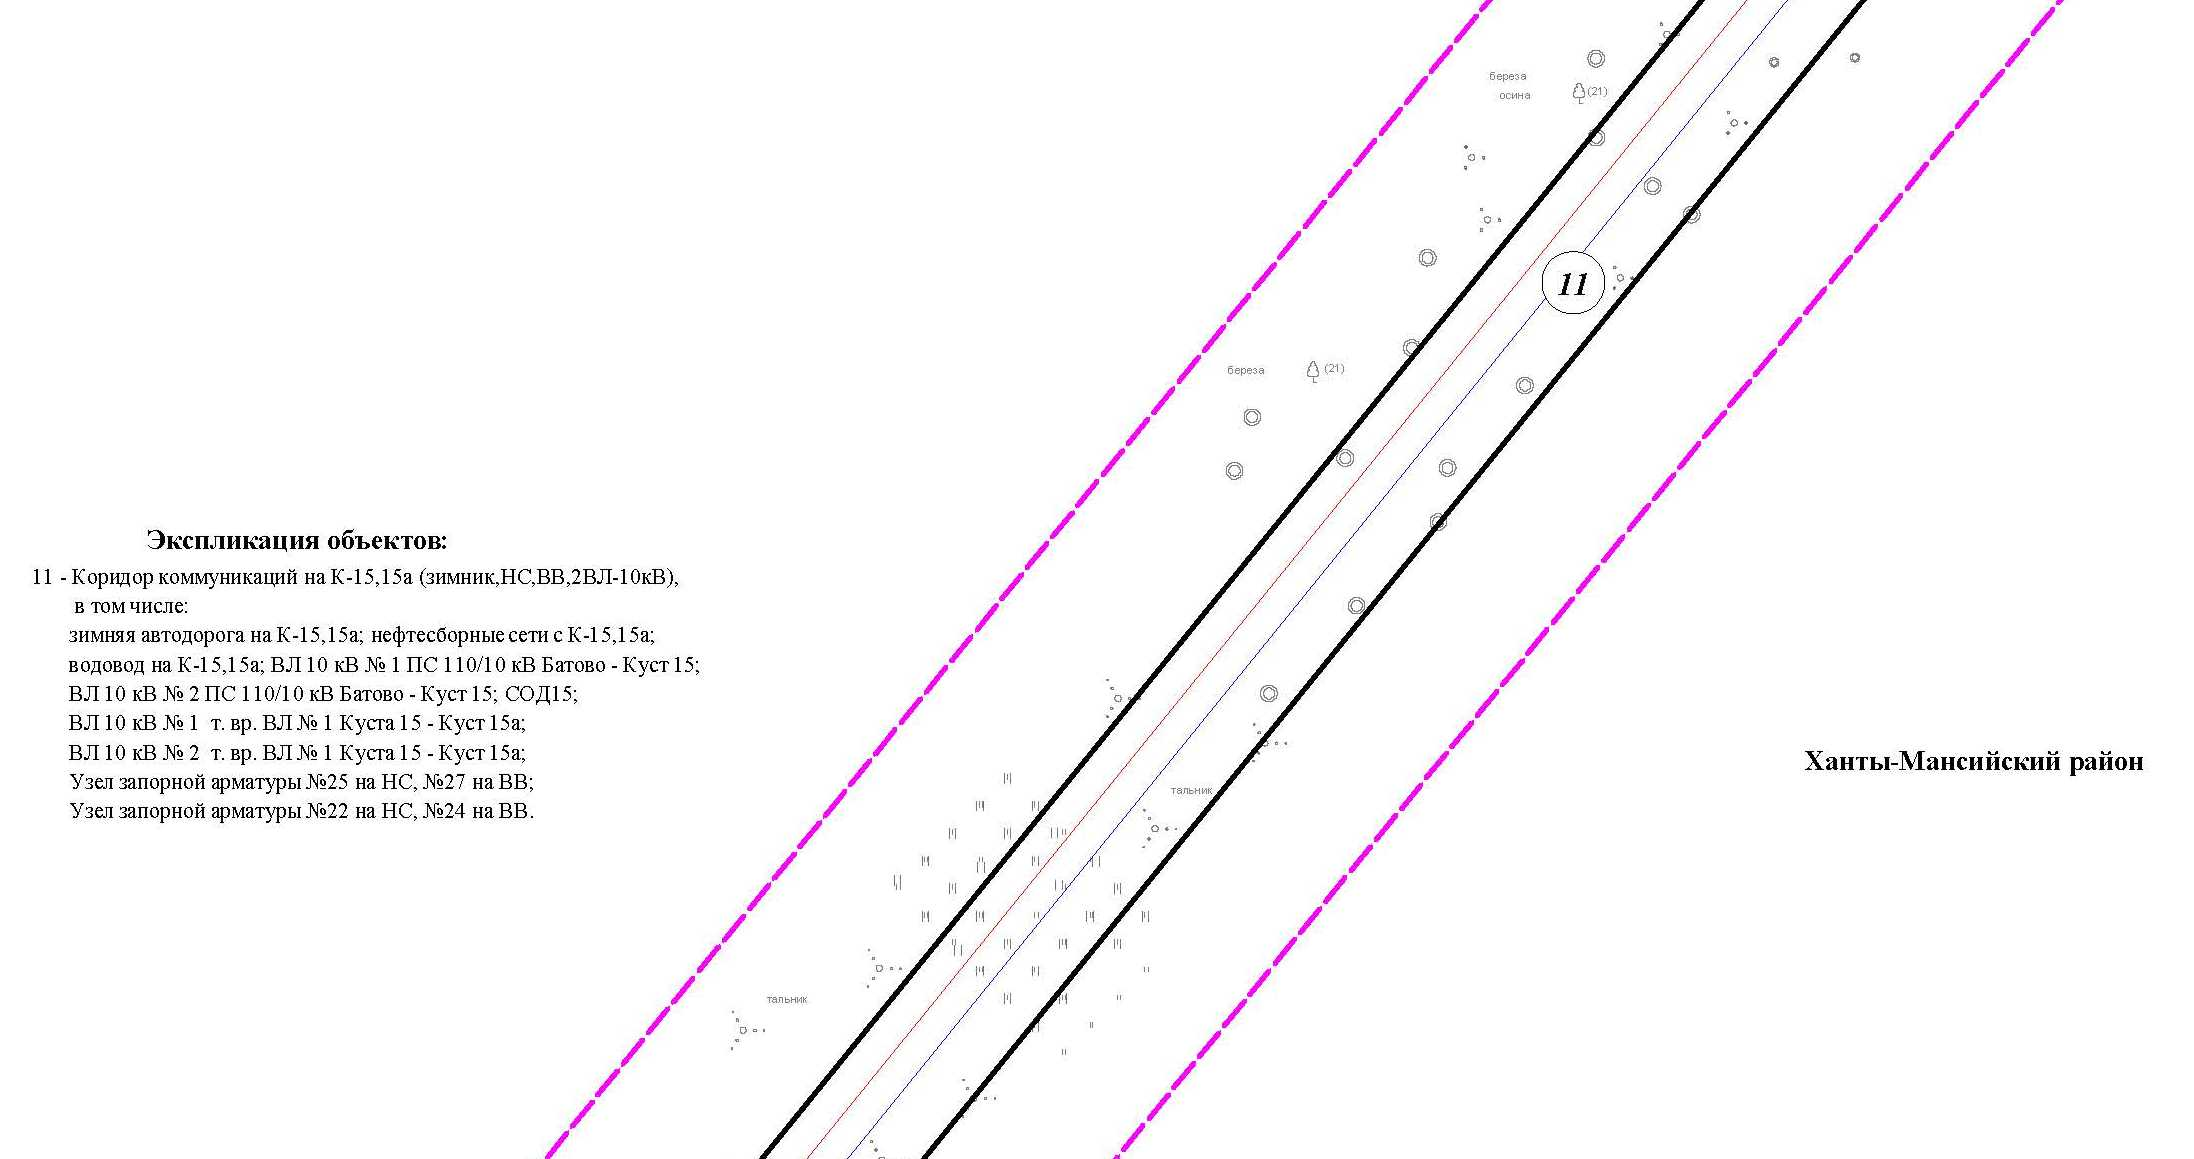 береза
осина
(21)
11
береза
(21)
Экспликация объектов:
11 - Коридор коммуникаций на К-15,15а (зимник,НС,ВВ,2ВЛ-10кВ),
в том числе:
зимняя автодорога на К-15,15а; нефтесборные сети с К-15,15а;
водовод на К-15,15а; ВЛ 10 кВ № 1 ПС 110/10 кВ Батово - Куст 15;
ВЛ 10 кВ № 2 ПС 110/10 кВ Батово - Куст 15; СОД15;
ВЛ 10 кВ № 1 т. вр. ВЛ № 1 Куста 15 - Куст 15а;
ВЛ 10 кВ № 2 т. вр. ВЛ № 1 Куста 15 - Куст 15а;
Узел запорной арматуры №25 на НС, №27 на ВВ;
Узел запорной арматуры №22 на НС, №24 на ВВ.
Ханты-Мансийский район
тальник
тальник